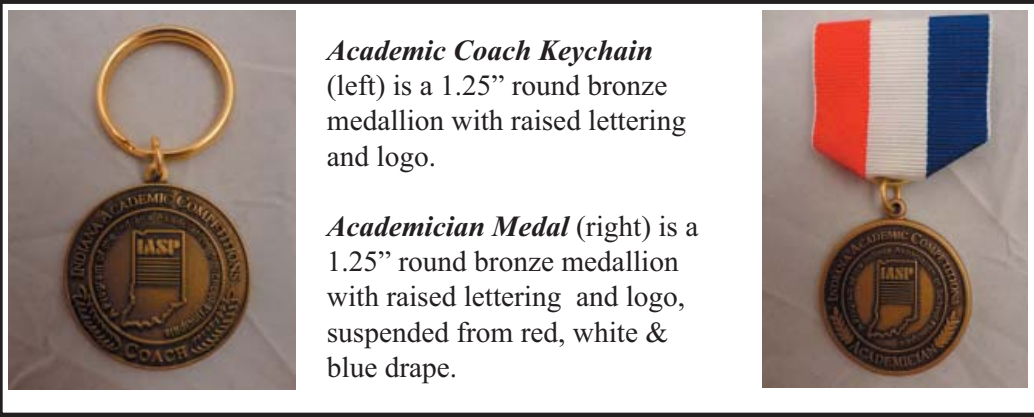 Academic Coach Keychain
(left) is a 1.25” round bronze
medallion with raised lettering
and logo.
Academician Medal (right) is a
1.25” round bronze medallion
with raised lettering and logo,
suspended from red, white &
blue drape.
INDIANA ACADEMIC COMPETITIONS
IASP
COACH
INDIANA ACADEMIC COMPETITIONS
IASP
ACADEMICIAN